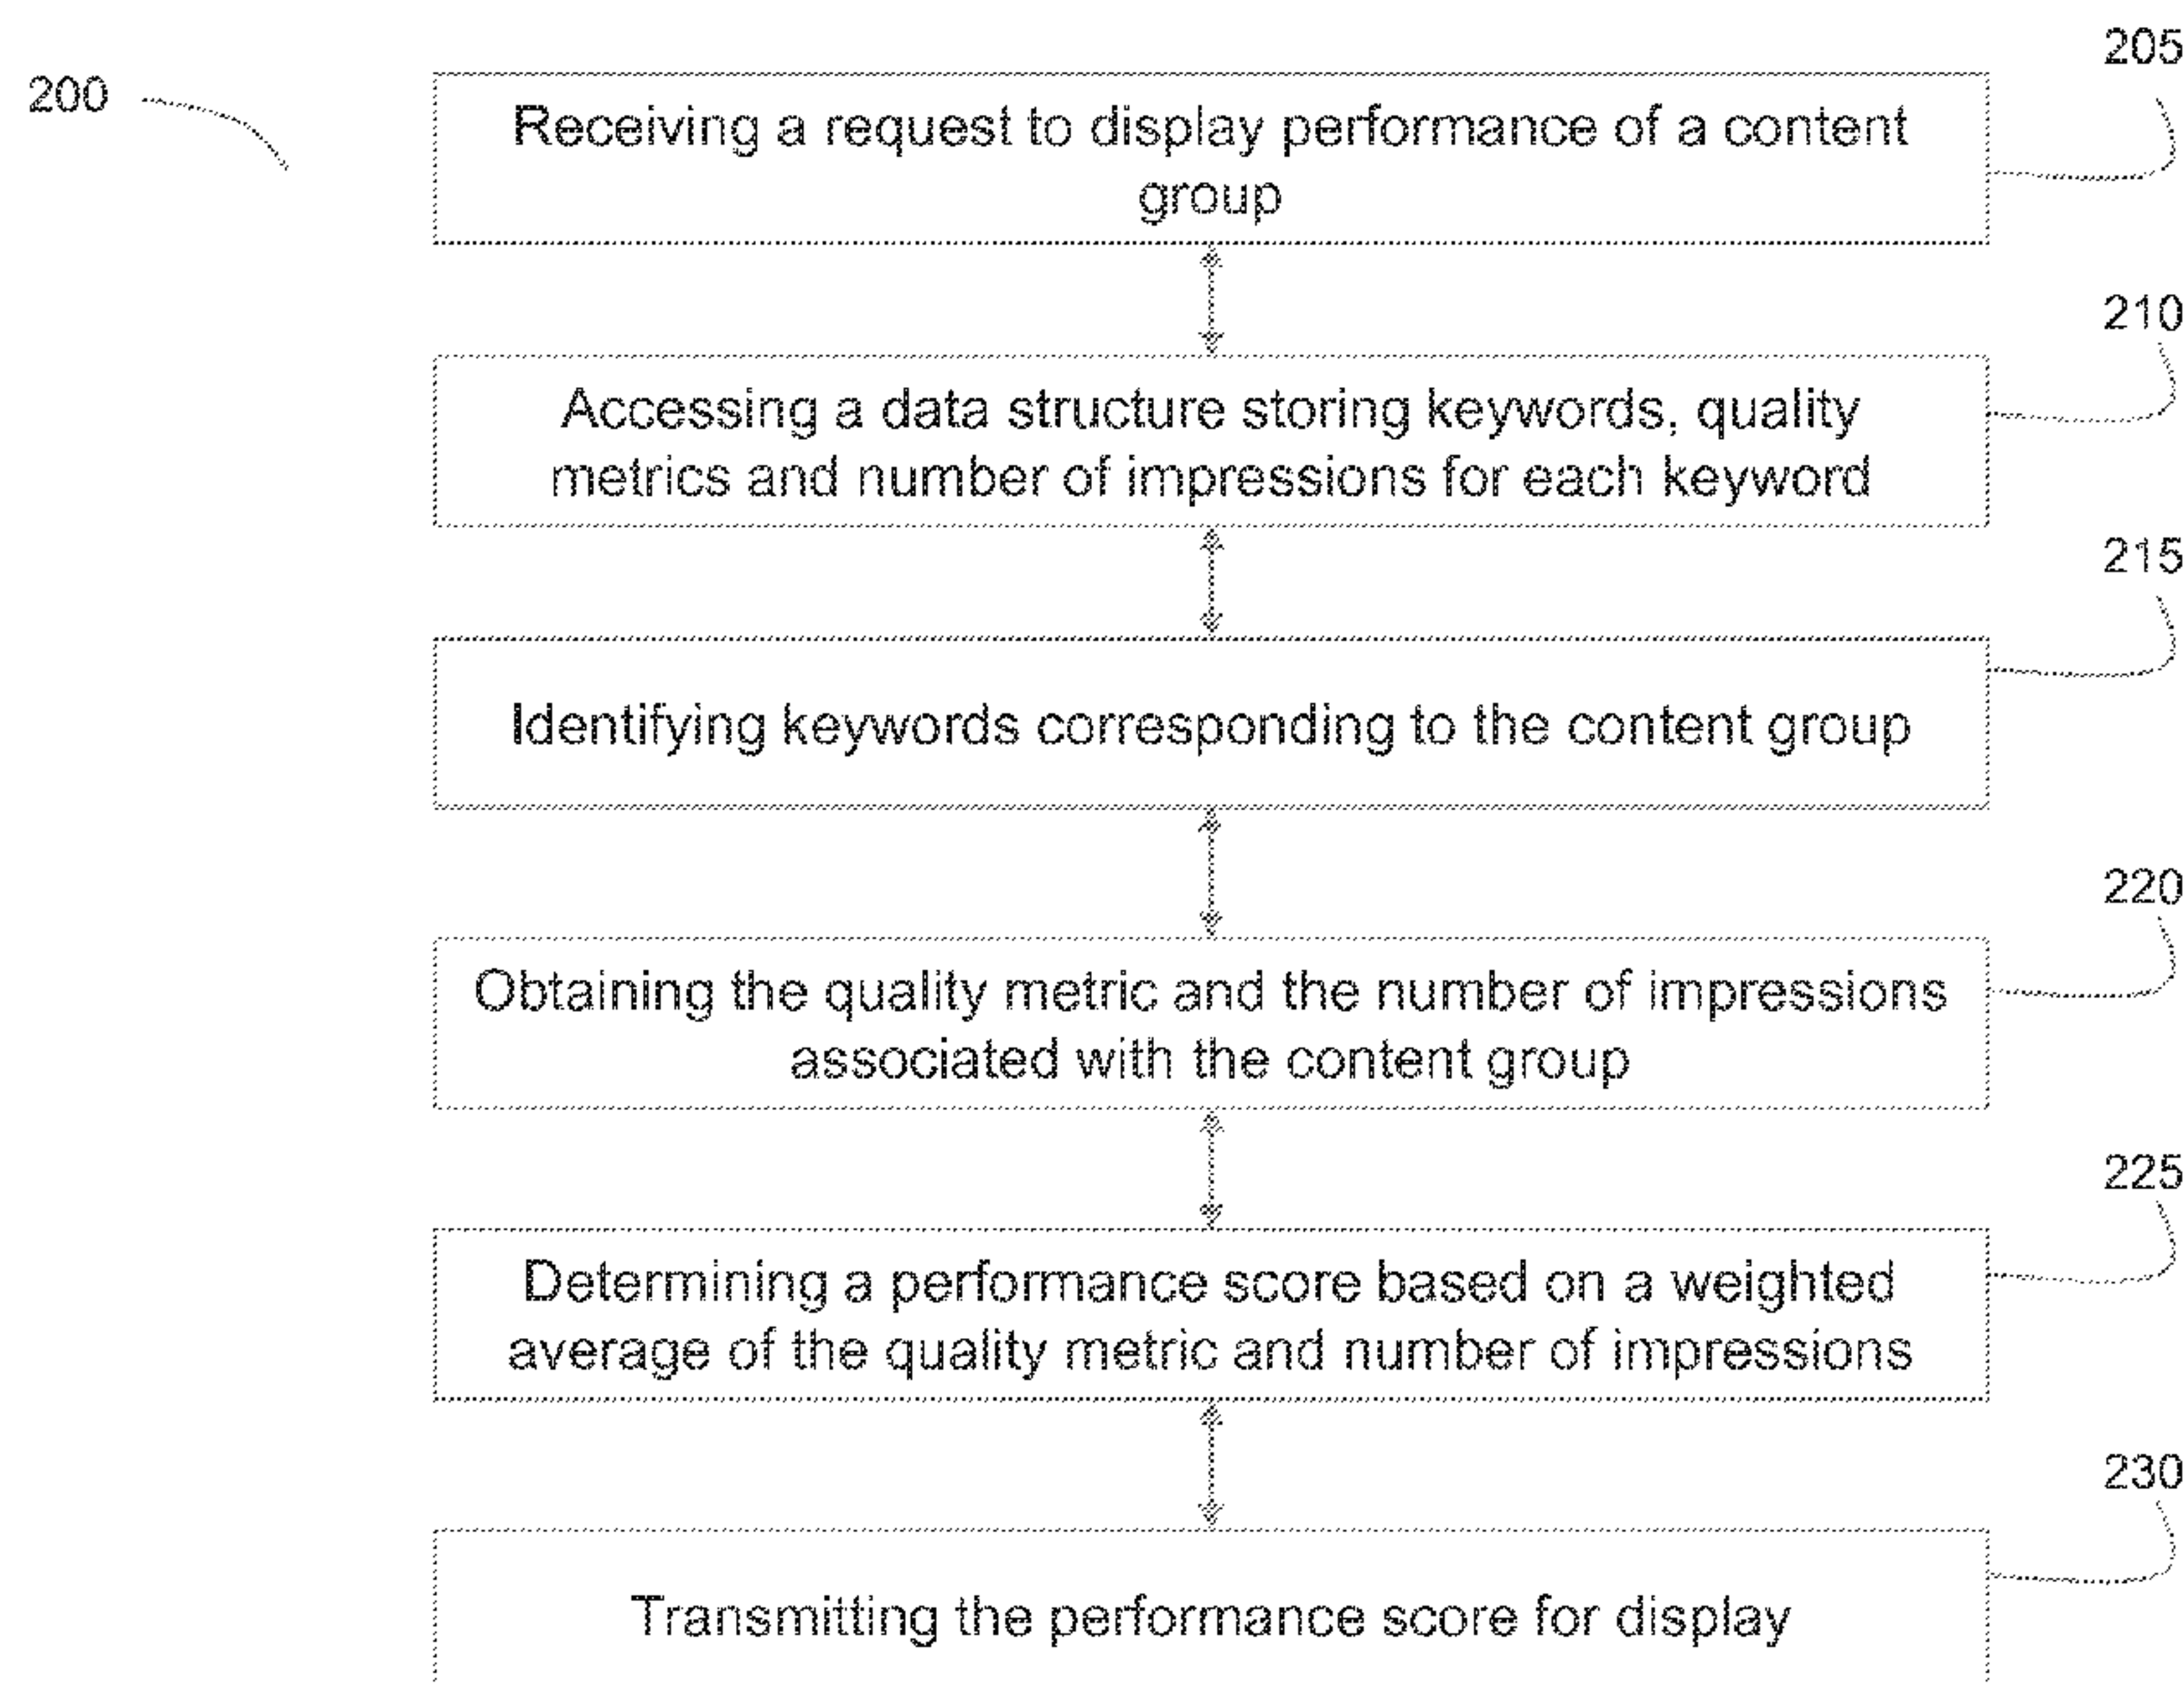 205
200
Receiving a request to display performance of a content
group
210
Accessing a data structure storing keywords, quality
metrics and number of impressions for each keyword
215
Identifying keywords corresponding to the content group
220
Obtaining the quality metric and the number of impressions
associated with the content group
225
Determining a performance score based on a weighted
average of the quality metric and number of impressions
230
Transmitting the performance score for display